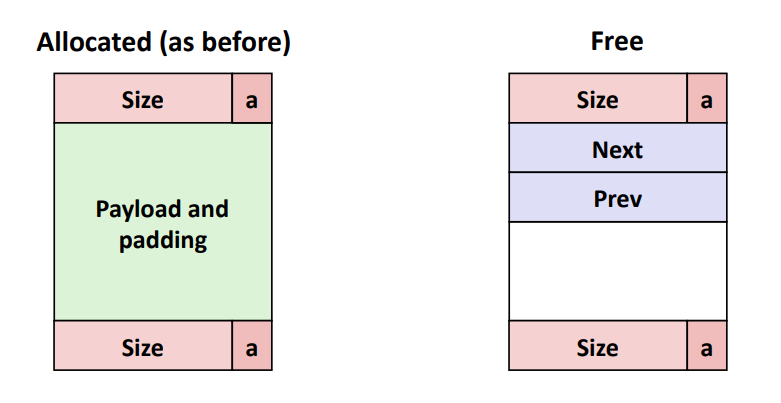 Allocated (as before)
Size
a
Payload and
padding
Size
a
Free
Size
a
Next
Prev
Size
a